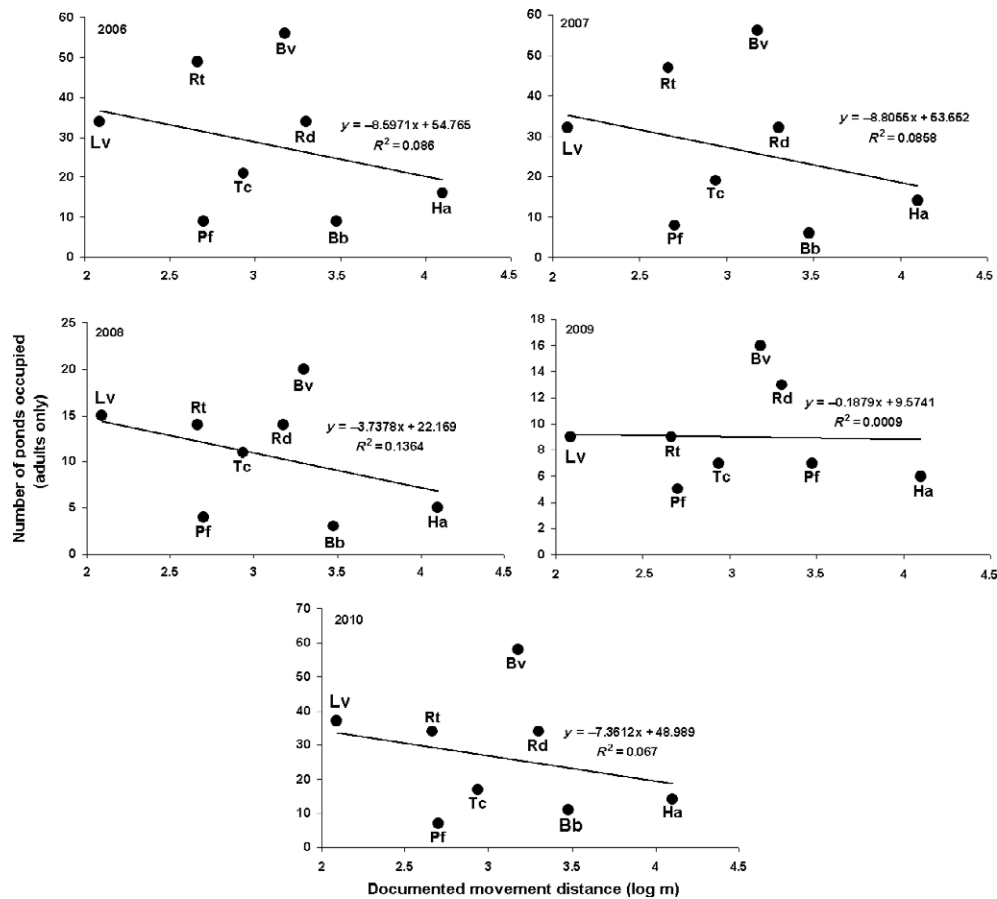 60
50
40
30
20
10
0
2006
Bv
Rt
Lv
Rd
Tc
Pf
Bb
Ha
y = –8.5971x + 54.765
R² = 0.086
2 2.5 3 3.5 4 4.5
60
50
40
30
20
10
0
2007
Bv
Rt
Lv
Rd
Tc
Pf
Bb
Ha
y = –8.8055x + 53.652
R² = 0.0858
2 2.5 3 3.5 4 4.5
Number of ponds occupied
(adults only)
25
20
15
10
5
0
2008
Lv
Rt
Bv
Rd
Tc
Pf
Bb
Ha
y = –3.7378x + 22.169
R² = 0.1364
2 2.5 3 3.5 4 4.5
18
16
14
12
10
8
6
4
2
0
2009
Bv
Rd
Lv
Rt
Tc
Pf
Pf
Ha
y = –0.1879x + 9.5741
R² = 0.0009
2 2.5 3 3.5 4 4.5
70
60
50
40
30
20
10
0
2010
Bv
Lv
Rt
Rd
Tc
Pf
Bb
Ha
y = –7.3612x + 48.989
R² = 0.067
2 2.5 3 3.5 4 4.5
Documented movement distance (log m)